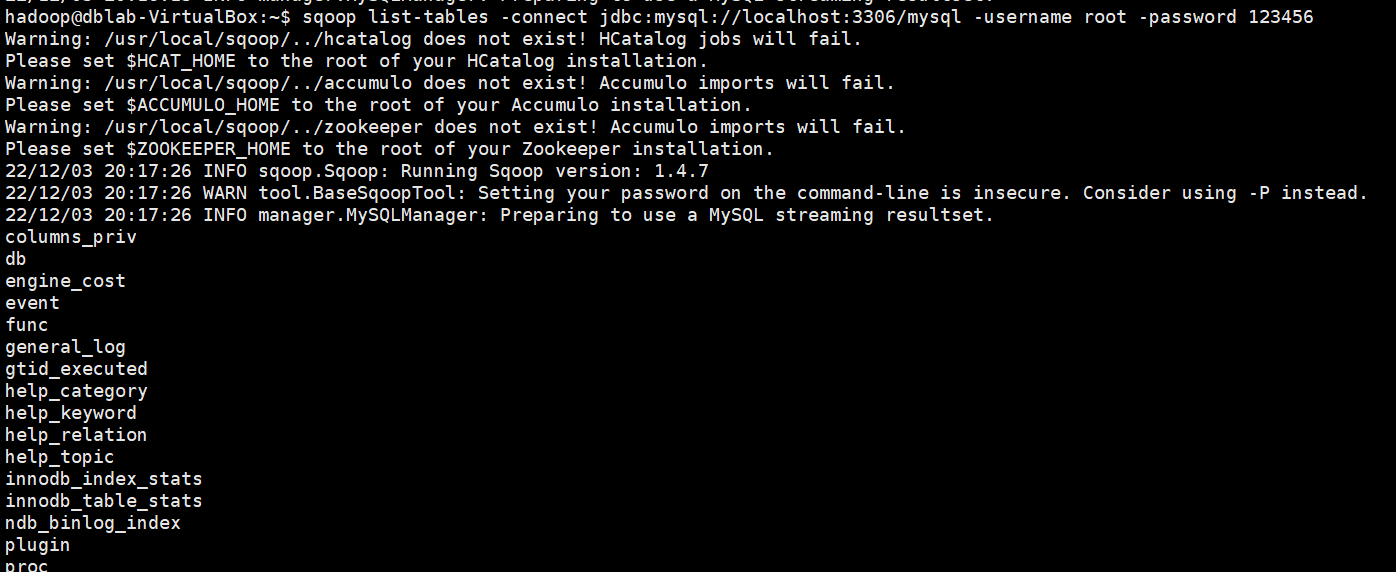 hadoop@dblab-VirtualBox:~$ sqoop list-tables -connect jdbc:mysql://localhost:3306/mysql -username root -password 123456
Warning: /usr/local/sqoop/../hcatalog does not exist! HCatalog jobs will fail.
Please set $HCAT_HOME to the root of your HCatalog installation.
Warning: /usr/local/sqoop/../accumulo does not exist! Accumulo imports will fail.
Please set $ACCUMULO_HOME to the root of your Accumulo installation.
Warning: /usr/local/sqoop/../zookeeper does not exist! Accumulo imports will fail.
Please set $ZOOKEEPER_HOME to the root of your Zookeeper installation.
22/12/03 20:17:26 INFO sqoop.Sqoop: Running Sqoop version: 1.4.7
22/12/03 20:17:26 WARN tool.BaseSqoopTool: Setting your password on the command-line is insecure. Consider using -P instead.
22/12/03 20:17:26 INFO manager.MySQLManager: Preparing to use a MySQL streaming resultset.
columns_priv
db
engine_cost
event
func
general_log
gtid_executed
help_category
help_keyword
help_relation
help_topic
innodb_index_stats
innodb_table_stats
ndb_binlog_index
plugin
proc